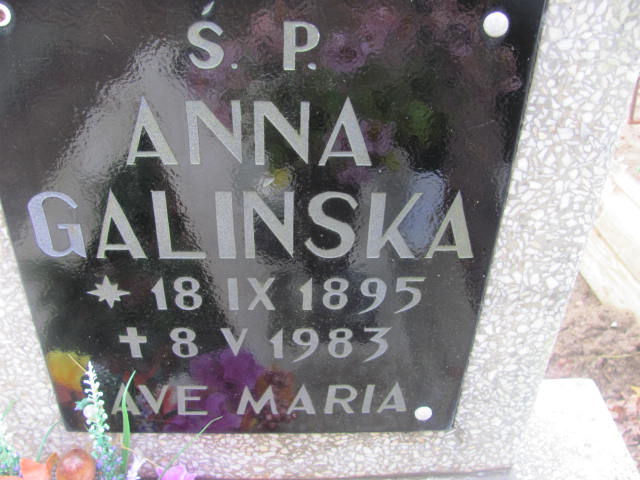 Ś. P.
ANNA
GALIŃSKA
* 18 IX 1895
✝ 8 V 1983
AVE MARIA